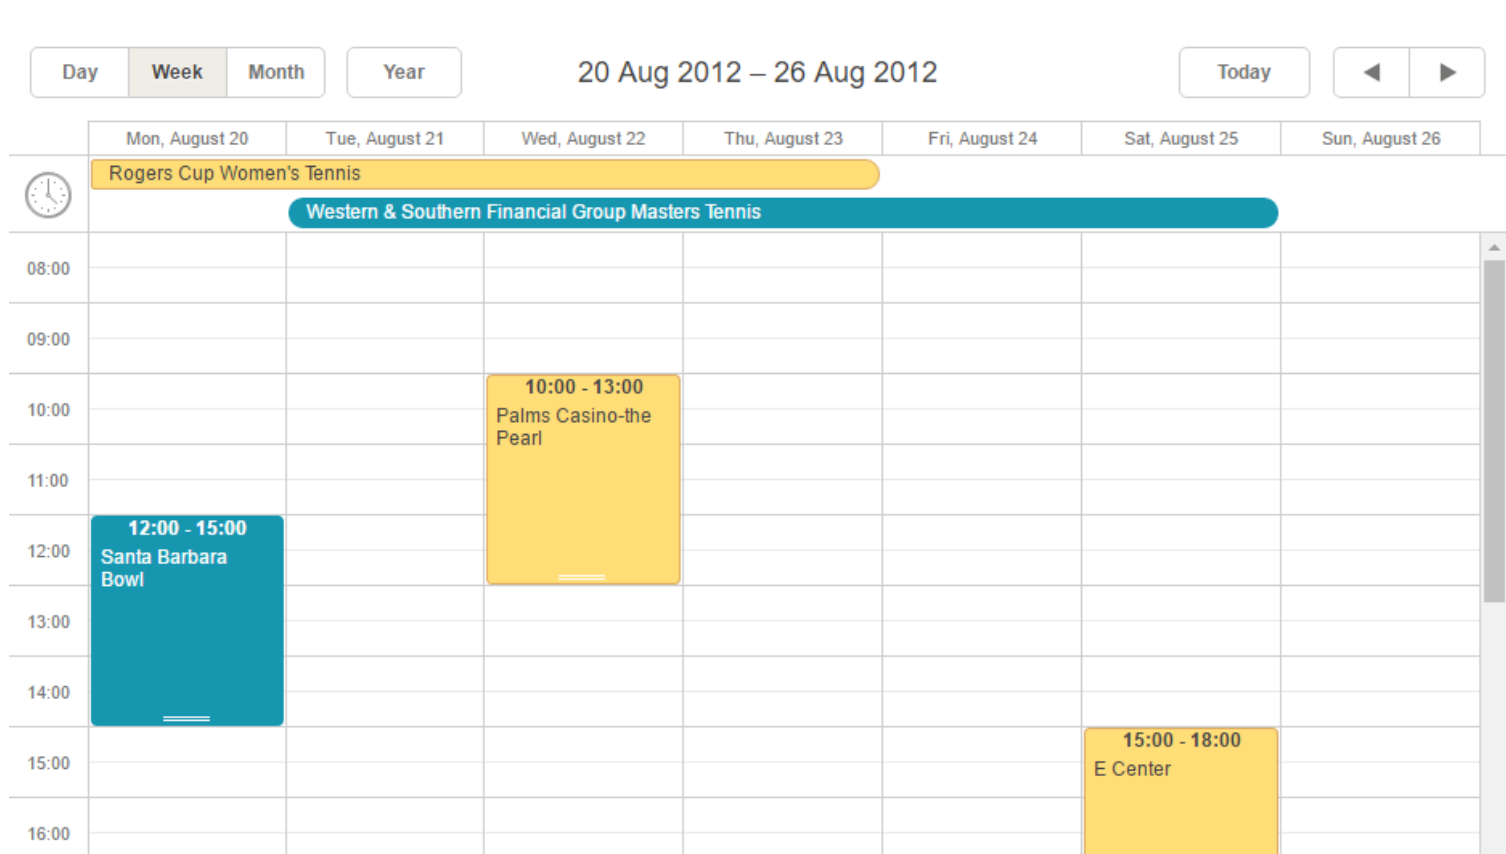 Day Week Month Year 20 Aug 2012 – 26 Aug 2012 Today
Mon, August 20 Tue, August 21 Wed, August 22 Thu, August 23 Fri, August 24 Sat, August 25 Sun, August 26
Rogers Cup Women's Tennis
Western & Southern Financial Group Masters Tennis
08:00
09:00
10:00 - 13:00
10:00
Palms Casino-the
Pearl
11:00
12:00 - 15:00
12:00
Santa Barbara
Bowl
13:00
14:00
15:00 - 18:00
15:00
E Center
16:00